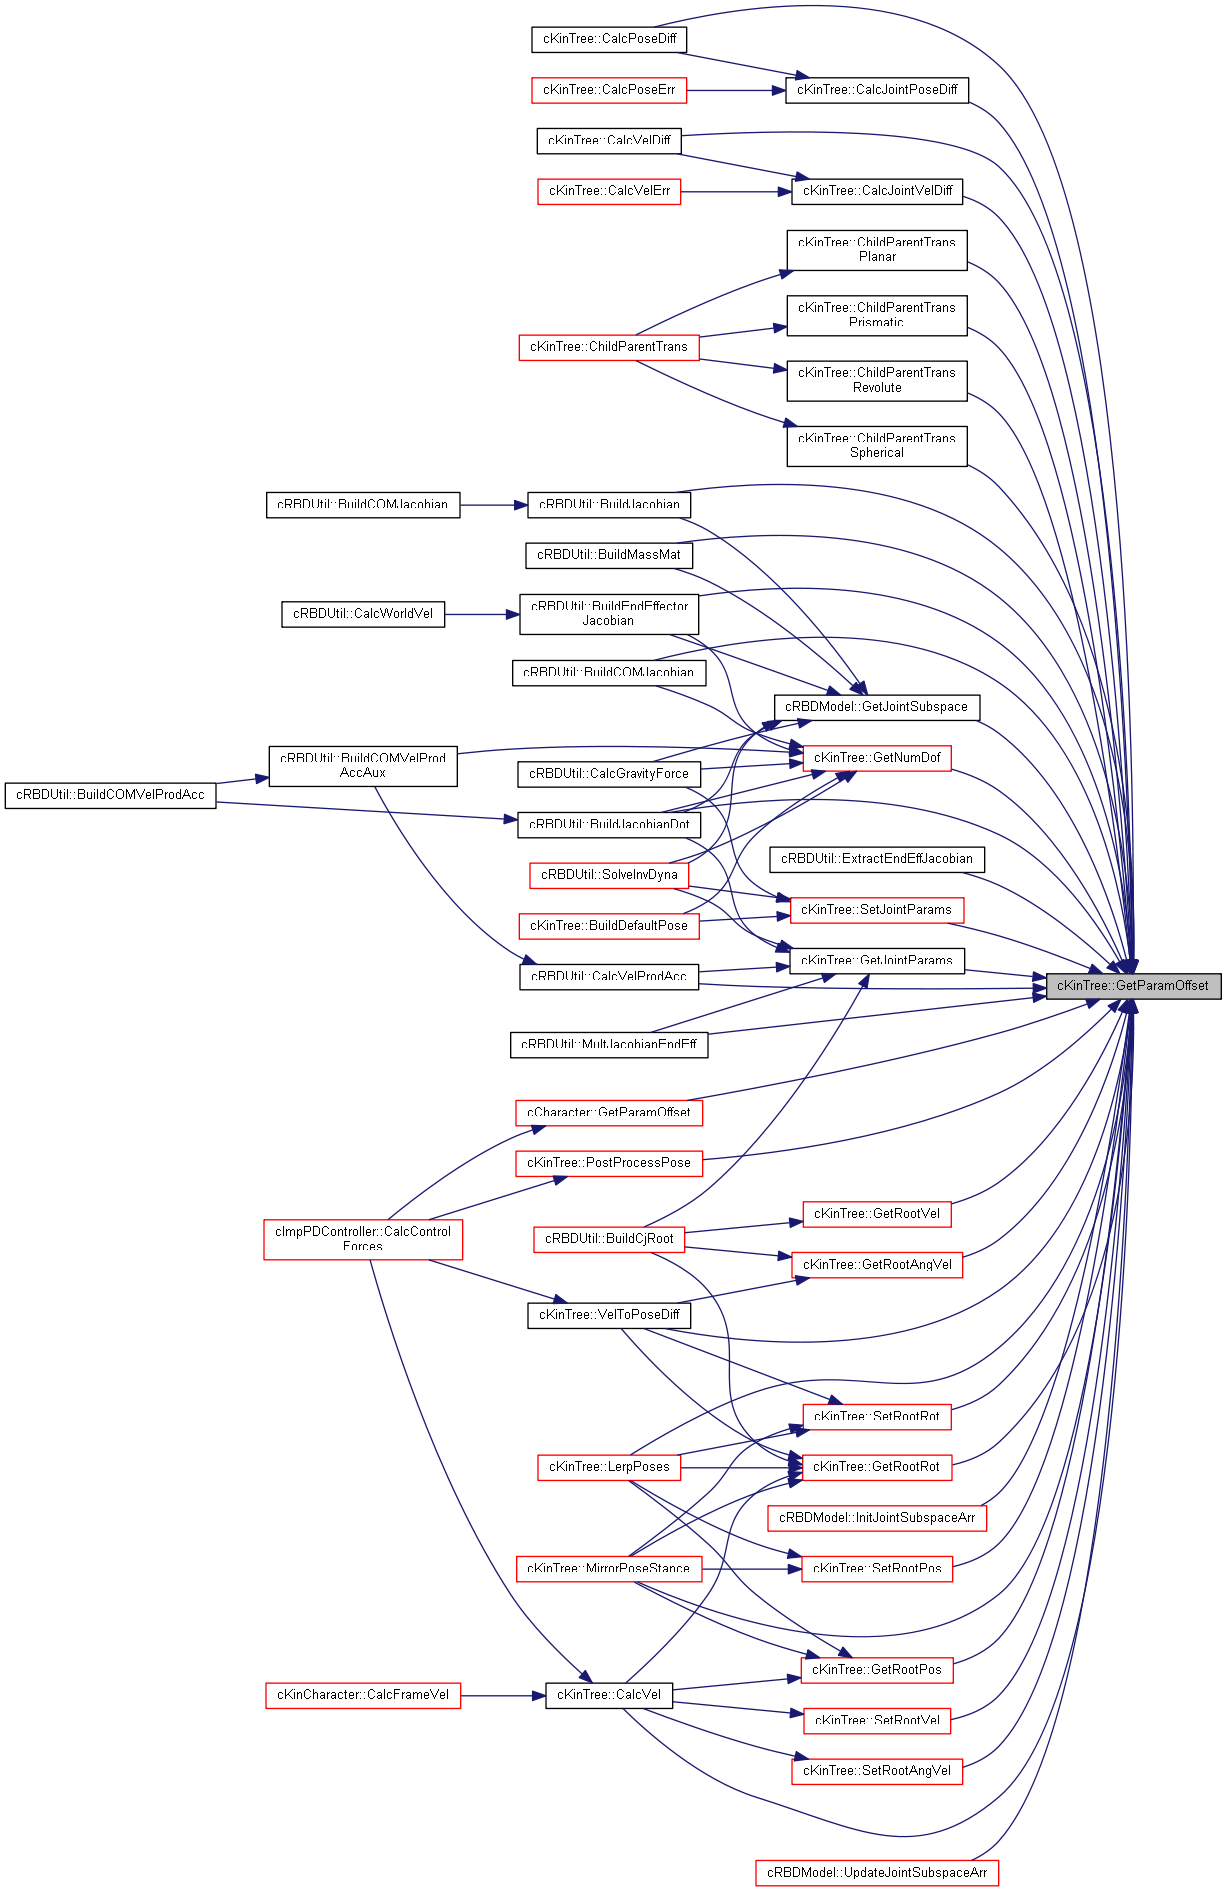 cKinTree::CalcPoseDiff
cKinTree::CalcPoseErr
cKinTree::CalcJointPoseDiff
cKinTree::CalcVelDiff
cKinTree::CalcVelErr
cKinTree::CalcJointVelDiff
cKinTree::ChildParentTrans
Planar
cKinTree::ChildParentTrans
Prismatic
cKinTree::ChildParentTrans
cKinTree::ChildParentTrans
Revolute
cKinTree::ChildParentTrans
Spherical
cRBDUtil::BuildCOMJacobian
cRBDUtil::BuildJacobian
cRBDUtil::BuildMassMat
cRBDUtil::CalcWorldVel
cRBDUtil::BuildEndEffector
Jacobian
cRBDUtil::BuildCOMJacobian
cRBDModel::GetJointSubspace
cKinTree::GetNumDof
cRBDUtil::BuildCOMVelProd
AccAux
cRBDUtil::CalcGravityForce
cRBDUtil::BuildCOMVelProdAcc
cRBDUtil::BuildJacobianDot
cRBDUtil::ExtractEndEffJacobian
cRBDUtil::SolveInvDyna
cKinTree::SetJointParams
cKinTree::BuildDefaultPose
cKinTree::GetJointParams
cRBDUtil::CalcVelProdAcc
cKinTree::GetParamOffset
cRBDUtil::MultJacobianEndEff
cCharacter::GetParamOffset
cKinTree::PostProcessPose
cKinTree::GetRootVel
cImpPDController::CalcControl
Forces
cRBDUtil::BuildCjRoot
cKinTree::GetRootAngVel
cKinTree::VelToPoseDiff
cKinTree::SetRootRot
cKinTree::LerpPoses
cKinTree::GetRootRot
cRBDModel::InitJointSubspaceArr
cKinTree::MirrorPoseStance
cKinTree::SetRootPos
cKinTree::GetRootPos
cKinCharacter::CalcFrameVel
cKinTree::CalcVel
cKinTree::SetRootVel
cKinTree::SetRootAngVel
cRBDModel::UpdateJointSubspaceArr